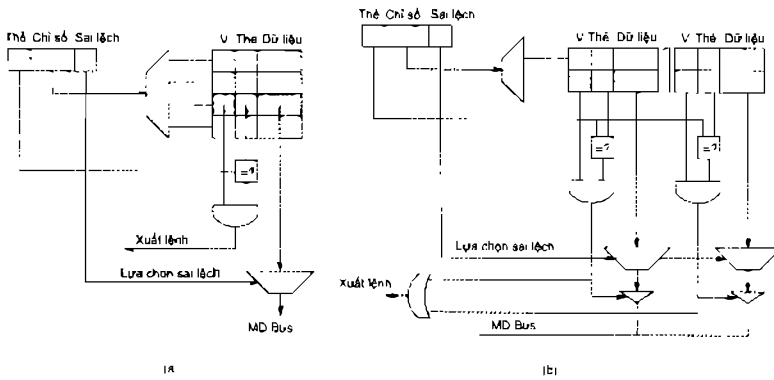 Thẻ Chỉ số Sai lệch
V Thẻ Dữ liệu
=?
Xuất lệnh
Lựa chọn sai lệch
MD Bus
(a
Thẻ Chỉ số Sai lệch
V Thẻ Dữ liệu
V Thẻ Dữ liệu
=?
=?
Lựa chọn sai lệch
Xuất lệnh
MD Bus
(b)